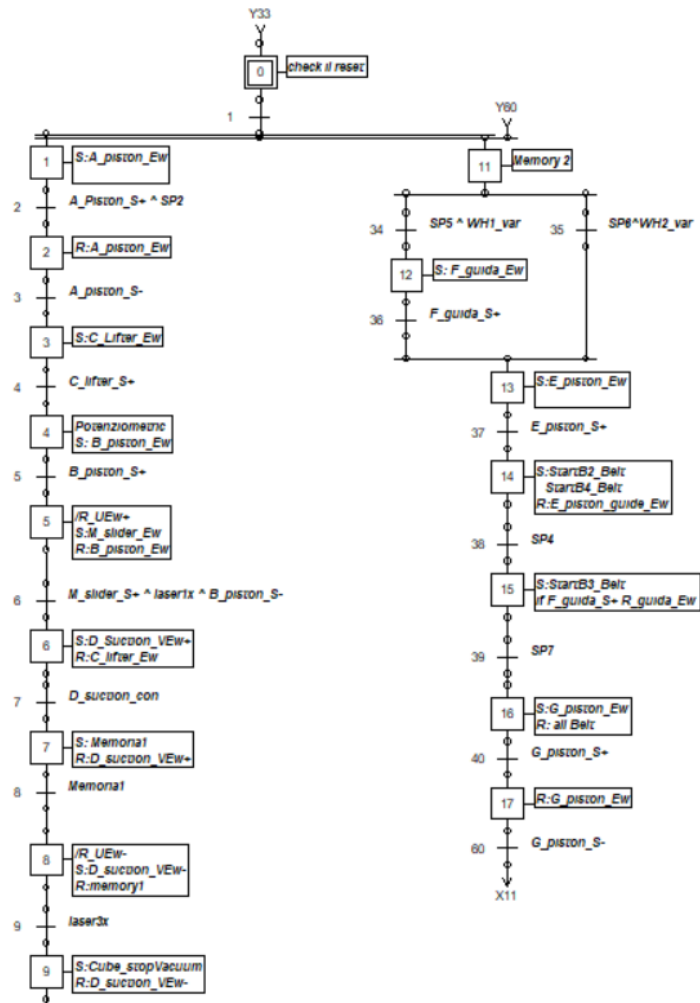 Y33
0
check il reset
1
Y60
1
S:A_piston_Ew
11
Memory 2
2
A_Piston_S+ ^ SP2
34
SP5 ^ WH1_var
35
SP6^WH2_var
2
R:A_piston_Ew
12
S: F_guida_Ew
3
A_piston_S-
36
F_guida_S+
3
S:C_Lifter_Ew
4
C_lifter_S+
13
S:E_piston_Ew
4
Potenziometric
S: B_piston_Ew
37
E_piston_S+
5
B_piston_S+
14
S:StartB2_Belt
StartB4_Belt
R:E_piston_guide_Ew
5
/R_UEw+
S:M_slider_Ew
R:B_piston_Ew
38
SP4
6
M_slider_S+ ^ laser1x ^ B_piston_S-
15
S:StartB3_Belt
if F_guida_S+ R_guida_Ew
6
S:D_Suction_VEw+
R:C_lifter_Ew
39
SP7
7
D_suction_con
16
S:G_piston_Ew
R: all Belt
7
S: Memoria1
R:D_suction_VEw+
40
G_piston_S+
8
Memoria1
17
R:G_piston_Ew
8
/R_UEw-
S:D_suction_VEw-
R:memory1
60
G_piston_S-
X11
9
laser3x
9
S:Cube_stopVacuum
R:D_suction_VEw-